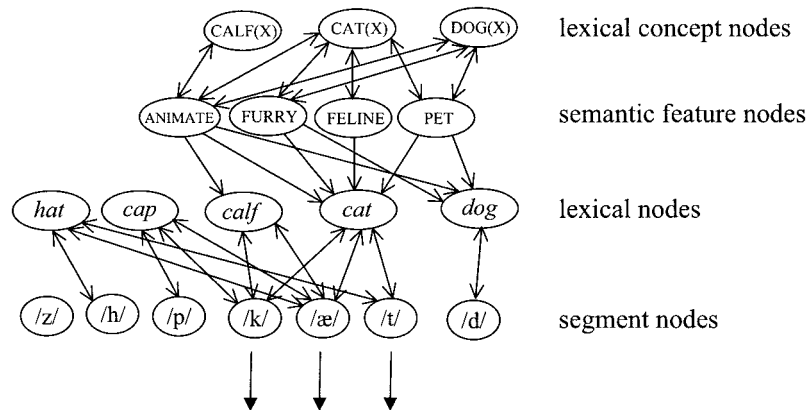 CALF(X) CAT(X) DOG(X) lexical concept nodes
ANIMATE FURRY FELINE PET semantic feature nodes
hat cap calf cat dog lexical nodes
/z/ /h/ /p/ /k/ /æ/ /t/ /d/ segment nodes